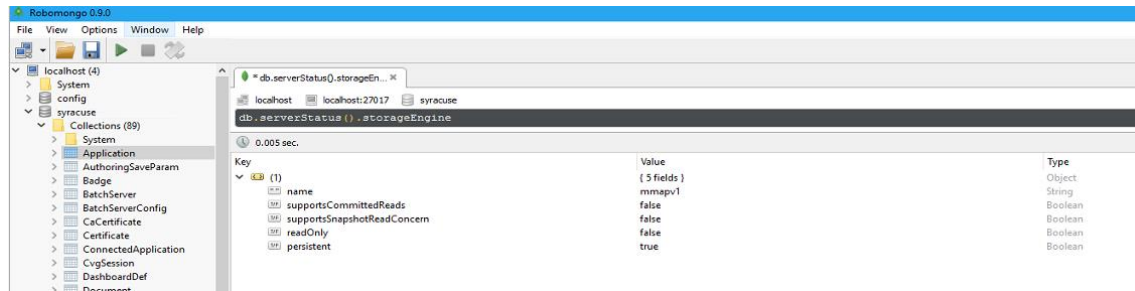 Robomongo 0.9.0
File View Options Window Help
localhost (4)
System
config
syracuse
Collections (89)
System
Application
AuthoringSaveParam
Badge
BatchServer
BatchServerConfig
CaCertificate
Certificate
ConnectedApplication
CvgSession
DashboardDef
Document
* db.serverStatus().storageEn...
localhost localhost:27017 syracuse
db.serverStatus().storageEngine
0.005 sec.
Key Value Type
(1) { 5 fields } Object
name mmapv1 String
supportsCommittedReads false Boolean
supportsSnapshotReadConcern false Boolean
readOnly false Boolean
persistent true Boolean